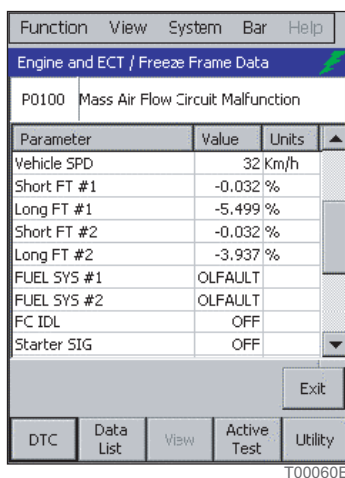 Function View System Bar Help
Engine and ECT / Freeze Frame Data
P0100 Mass Air Flow Circuit Malfunction
Parameter Value Units
Vehicle SPD 32 Km/h
Short FT #1 -0.032 %
Long FT #1 -5.499 %
Short FT #2 -0.032 %
Long FT #2 -3.937 %
FUEL SYS #1 OLFAULT
FUEL SYS #2 OLFAULT
FC IDL OFF
Starter SIG OFF
Exit
DTC Data List View Active Test Utility
T00060E